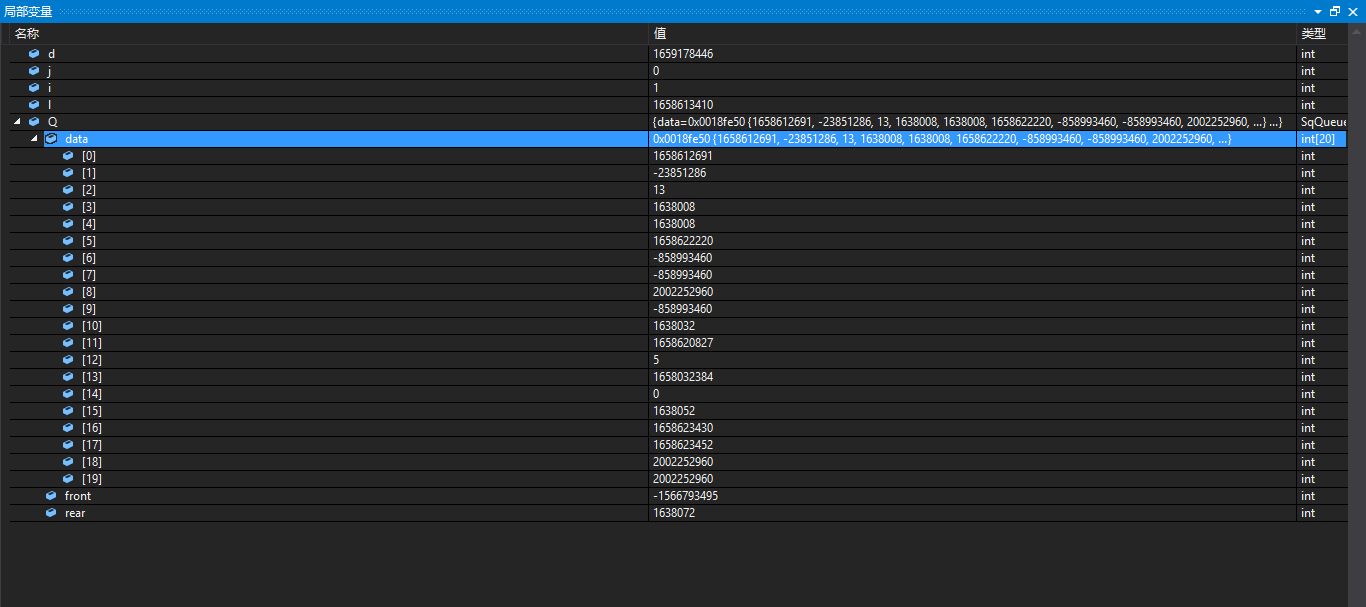 局部变量
名称 值 类型
d 1659178446 int
j 0 int
i 1 int
l 1658613410 int
Q {data=0x0018fe50 {1658612691, -23851286, 13, 1638008, 1638008, 1658622220, -858993460, -858993460, 2002252960, ...} ...} SqQueue
data 0x0018fe50 {1658612691, -23851286, 13, 1638008, 1638008, 1658622220, -858993460, -858993460, 2002252960, ...} int[20]
[0] 1658612691 int
[1] -23851286 int
[2] 13 int
[3] 1638008 int
[4] 1638008 int
[5] 1658622220 int
[6] -858993460 int
[7] -858993460 int
[8] 2002252960 int
[9] -858993460 int
[10] 1638032 int
[11] 1658620827 int
[12] 5 int
[13] 1658032384 int
[14] 0 int
[15] 1638052 int
[16] 1658623430 int
[17] 1658623452 int
[18] 2002252960 int
[19] 2002252960 int
front -1566793495 int
rear 1638072 int